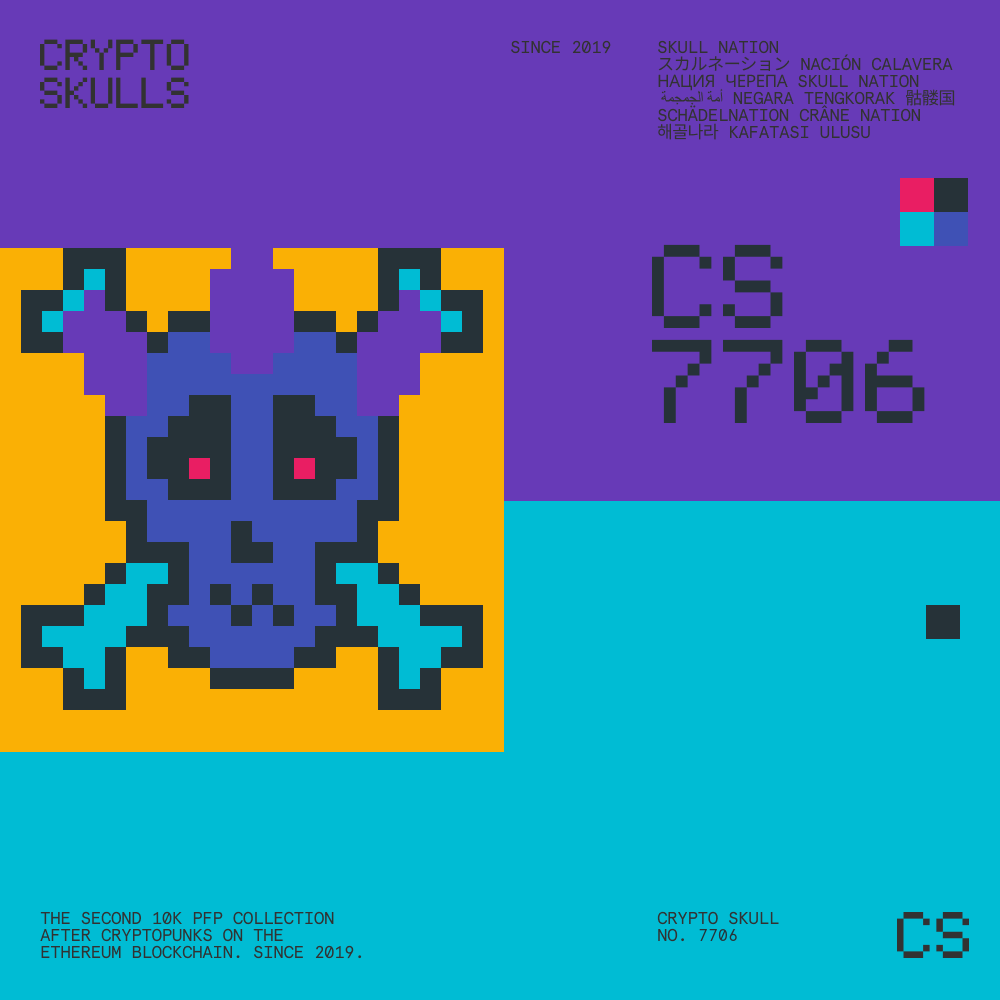 CRYPTO
SKULLS
SINCE 2019
SKULL NATION
スカルネーション NACIÓN CALAVERA
НАЦИЯ ЧЕРЕПА SKULL NATION
أمة الجمجمة NEGARA TENGKORAK 骷髅国
SCHÄDELNATION CRÂNE NATION
해골나라 KAFATASI ULUSU
CS
7706
THE SECOND 10K PFP COLLECTION
AFTER CRYPTOPUNKS ON THE
ETHEREUM BLOCKCHAIN. SINCE 2019.
CRYPTO SKULL
NO. 7706
CS